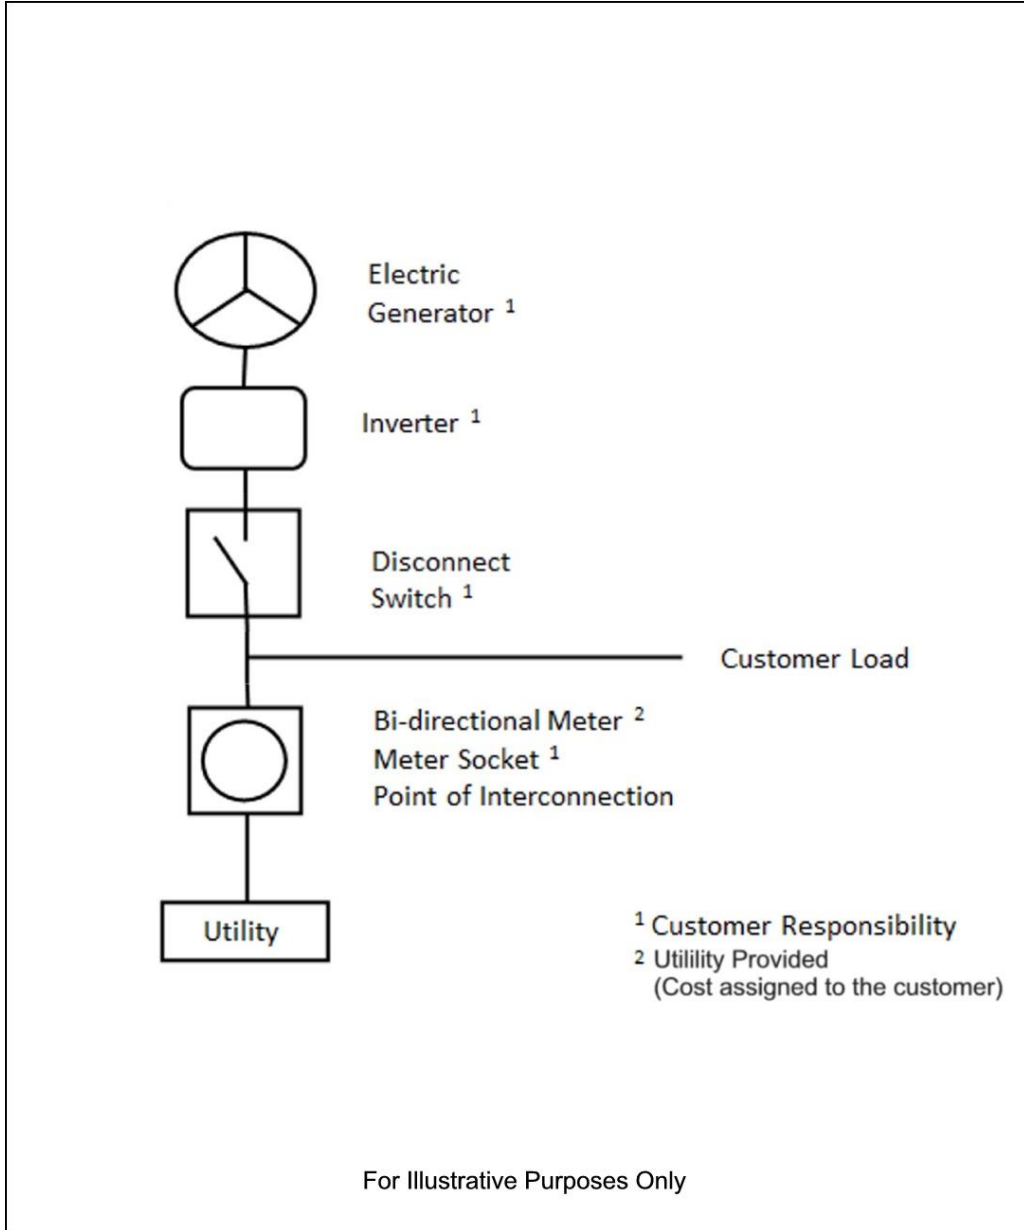 Electric
Generator ¹
Inverter ¹
Disconnect
Switch ¹
Customer Load
Bi-directional Meter ²
Meter Socket ¹
Point of Interconnection
Utility
¹ Customer Responsibility
² Utilility Provided
(Cost assigned to the customer)
For Illustrative Purposes Only